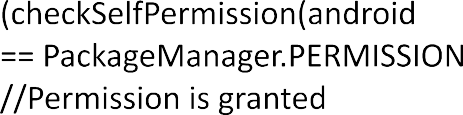 (checkSelfPermission(android
== PackageManager.PERMISSION
//Permission is granted